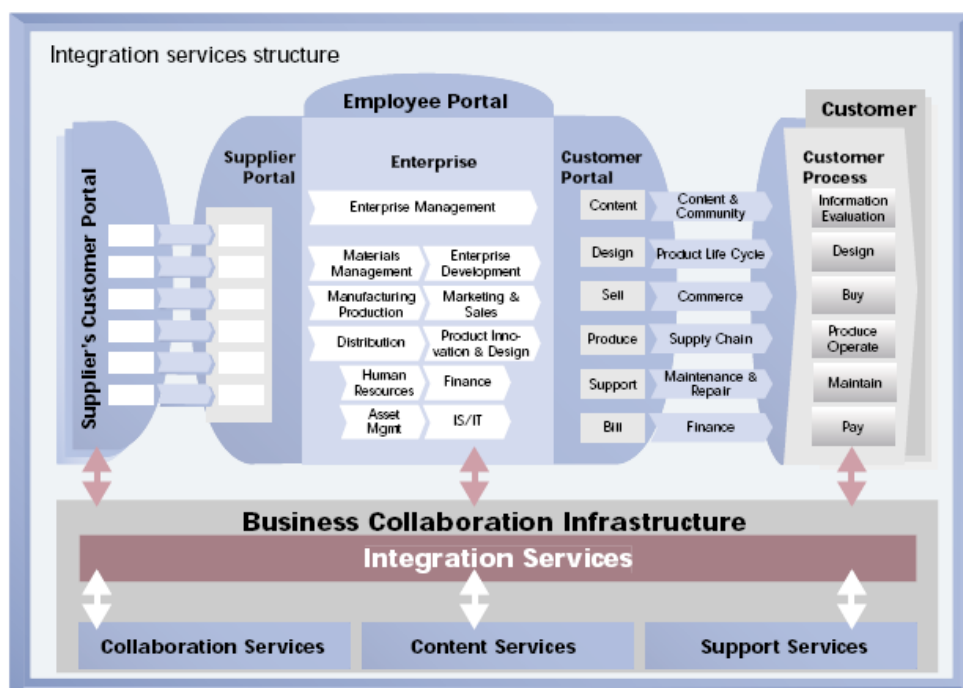 Integration services structure
Employee Portal
Customer
Supplier's Customer Portal
Supplier
Portal
Enterprise
Customer
Portal
Customer
Process
Enterprise Management
Content
Content &
Community
Information
Evaluation
Materials
Management
Enterprise
Development
Design
Product Life Cycle
Design
Manufacturing
Production
Marketing &
Sales
Sell
Commerce
Buy
Distribution
Product Inno-
vation & Design
Produce
Supply Chain
Produce
Operate
Human
Resources
Finance
Support
Maintenance &
Repair
Maintain
Asset
Mgmt
IS/IT
Bill
Finance
Pay
Business Collaboration Infrastructure
Integration Services
Collaboration Services
Content Services
Support Services